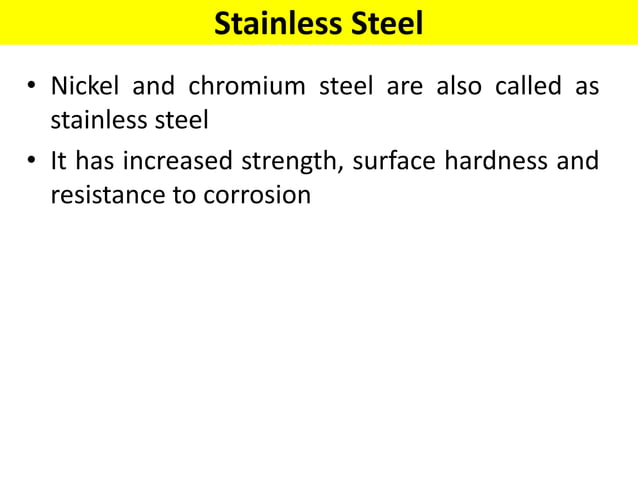 Stainless Steel
• Nickel and chromium steel are also called as
stainless steel
• It has increased strength, surface hardness and
resistance to corrosion